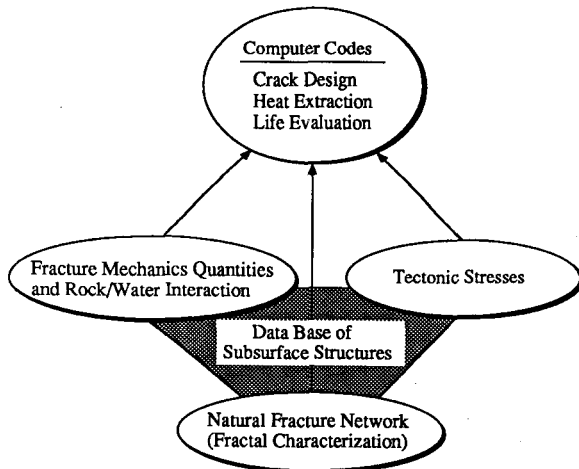 Computer Codes
Crack Design
Heat Extraction
Life Evaluation
Fracture Mechanics Quantities
and Rock/Water Interaction
Tectonic Stresses
Data Base of
Subsurface Structures
Natural Fracture Network
(Fractal Characterization)